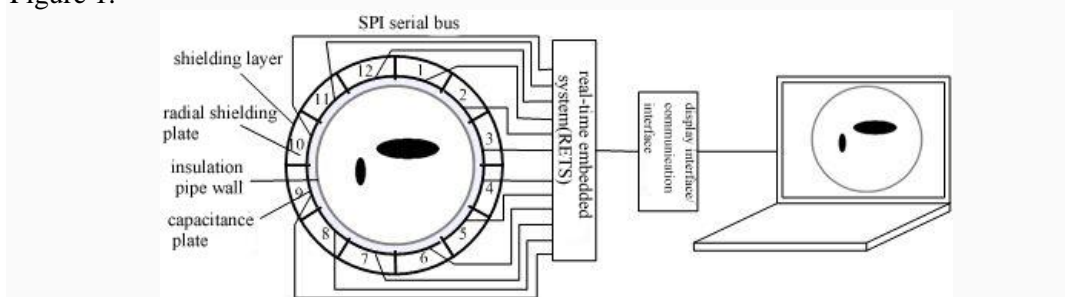 Figure 1.
SPI serial bus
shielding layer
radial shielding
plate
insulation
pipe wall
capacitance
plate
12
1
2
3
4
5
6
7
8
9
10
11
real-time embedded
system(RETS)
display interface/
communication
interface